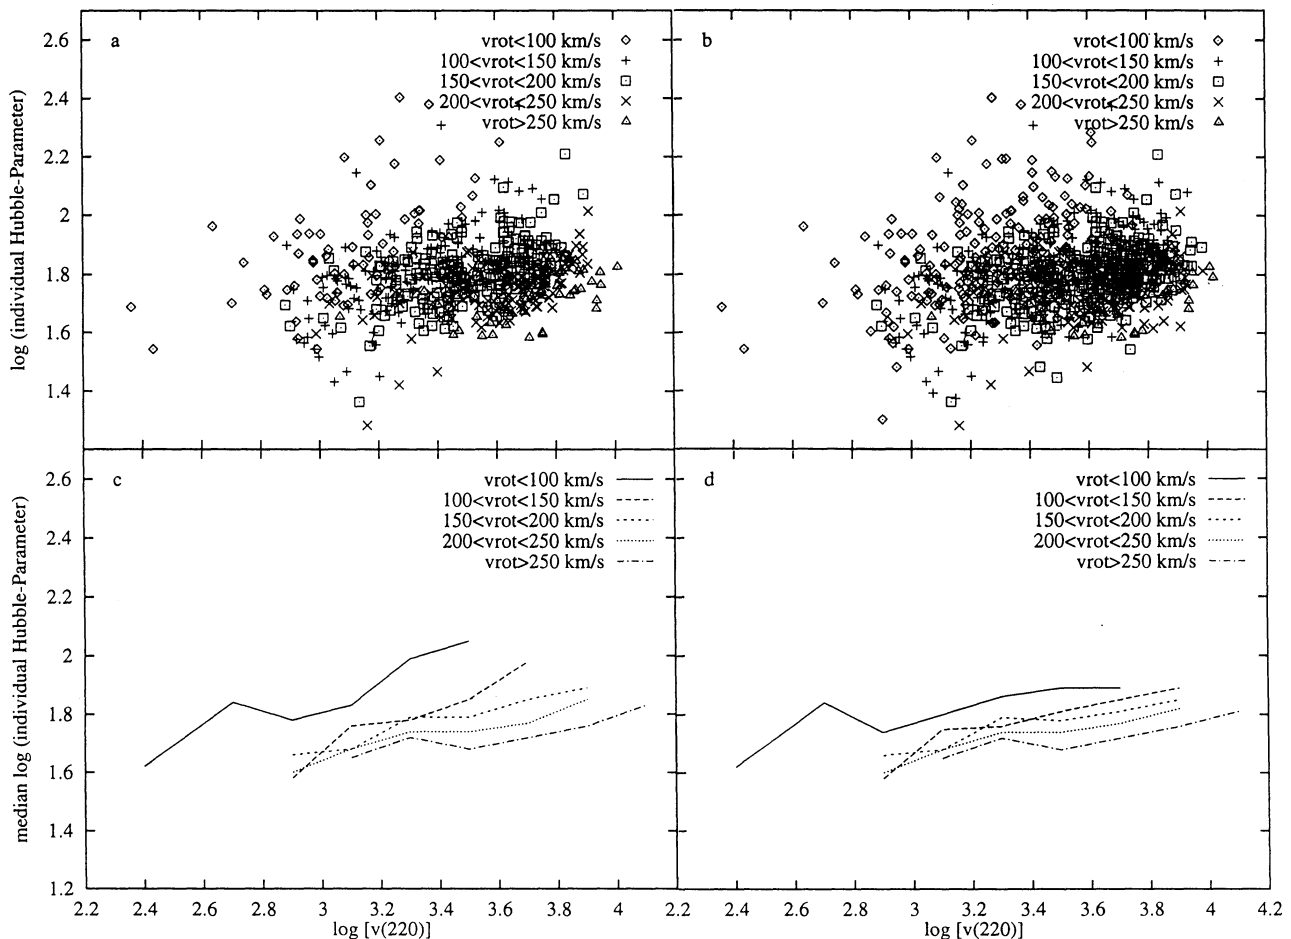 a
vrot<100 km/s
100<vrot<150 km/s
150<vrot<200 km/s
200<vrot<250 km/s
vrot>250 km/s
b
vrot<100 km/s
100<vrot<150 km/s
150<vrot<200 km/s
200<vrot<250 km/s
vrot>250 km/s
2.6
2.4
2.2
2
1.8
1.6
1.4
log (individual Hubble-Parameter)
c
vrot<100 km/s
100<vrot<150 km/s
150<vrot<200 km/s
200<vrot<250 km/s
vrot>250 km/s
d
vrot<100 km/s
100<vrot<150 km/s
150<vrot<200 km/s
200<vrot<250 km/s
vrot>250 km/s
2.6
2.4
2.2
2
1.8
1.6
1.4
1.2
median log (individual Hubble-Parameter)
2.2 2.4 2.6 2.8 3 3.2 3.4 3.6 3.8 4 4.2/2.2 2.4 2.6 2.8 3 3.2 3.4 3.6 3.8 4 4.2
log [v(220)] log [v(220)]